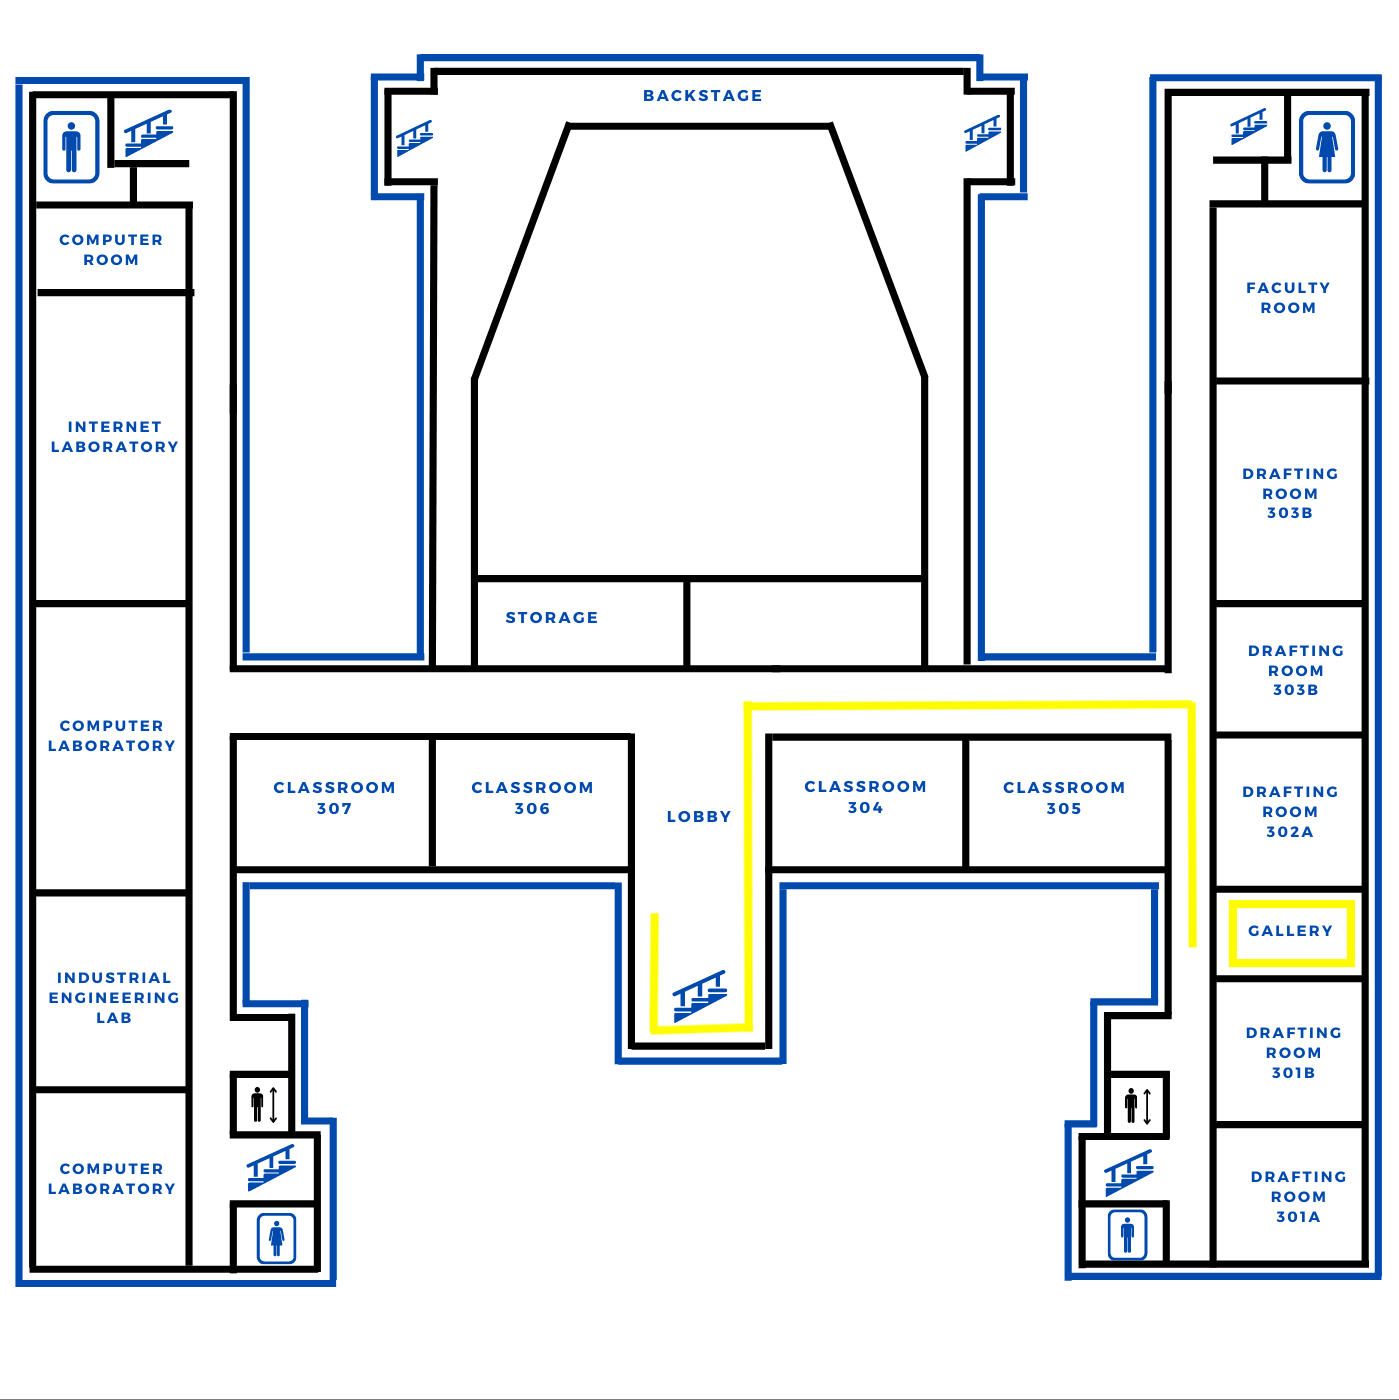 BACKSTAGE
COMPUTER
ROOM
INTERNET
LABORATORY
COMPUTER
LABORATORY
INDUSTRIAL
ENGINEERING
LAB
COMPUTER
LABORATORY
STORAGE
CLASSROOM
307
CLASSROOM
306
LOBBY
CLASSROOM
304
CLASSROOM
305
FACULTY
ROOM
DRAFTING
ROOM
303B
DRAFTING
ROOM
303B
DRAFTING
ROOM
302A
GALLERY
DRAFTING
ROOM
301B
DRAFTING
ROOM
301A